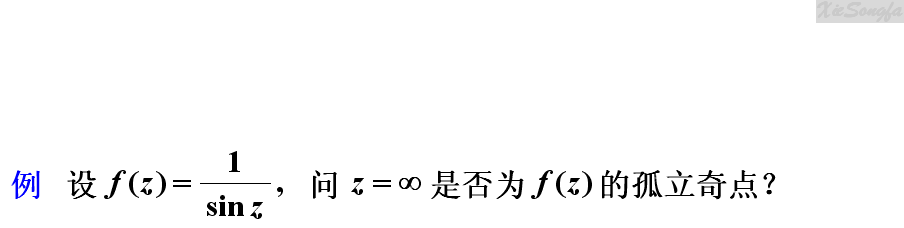 XieSongfa
例 设 f(z) = 1/sin z, 问 z = ∞ 是否为 f(z) 的孤立奇点?